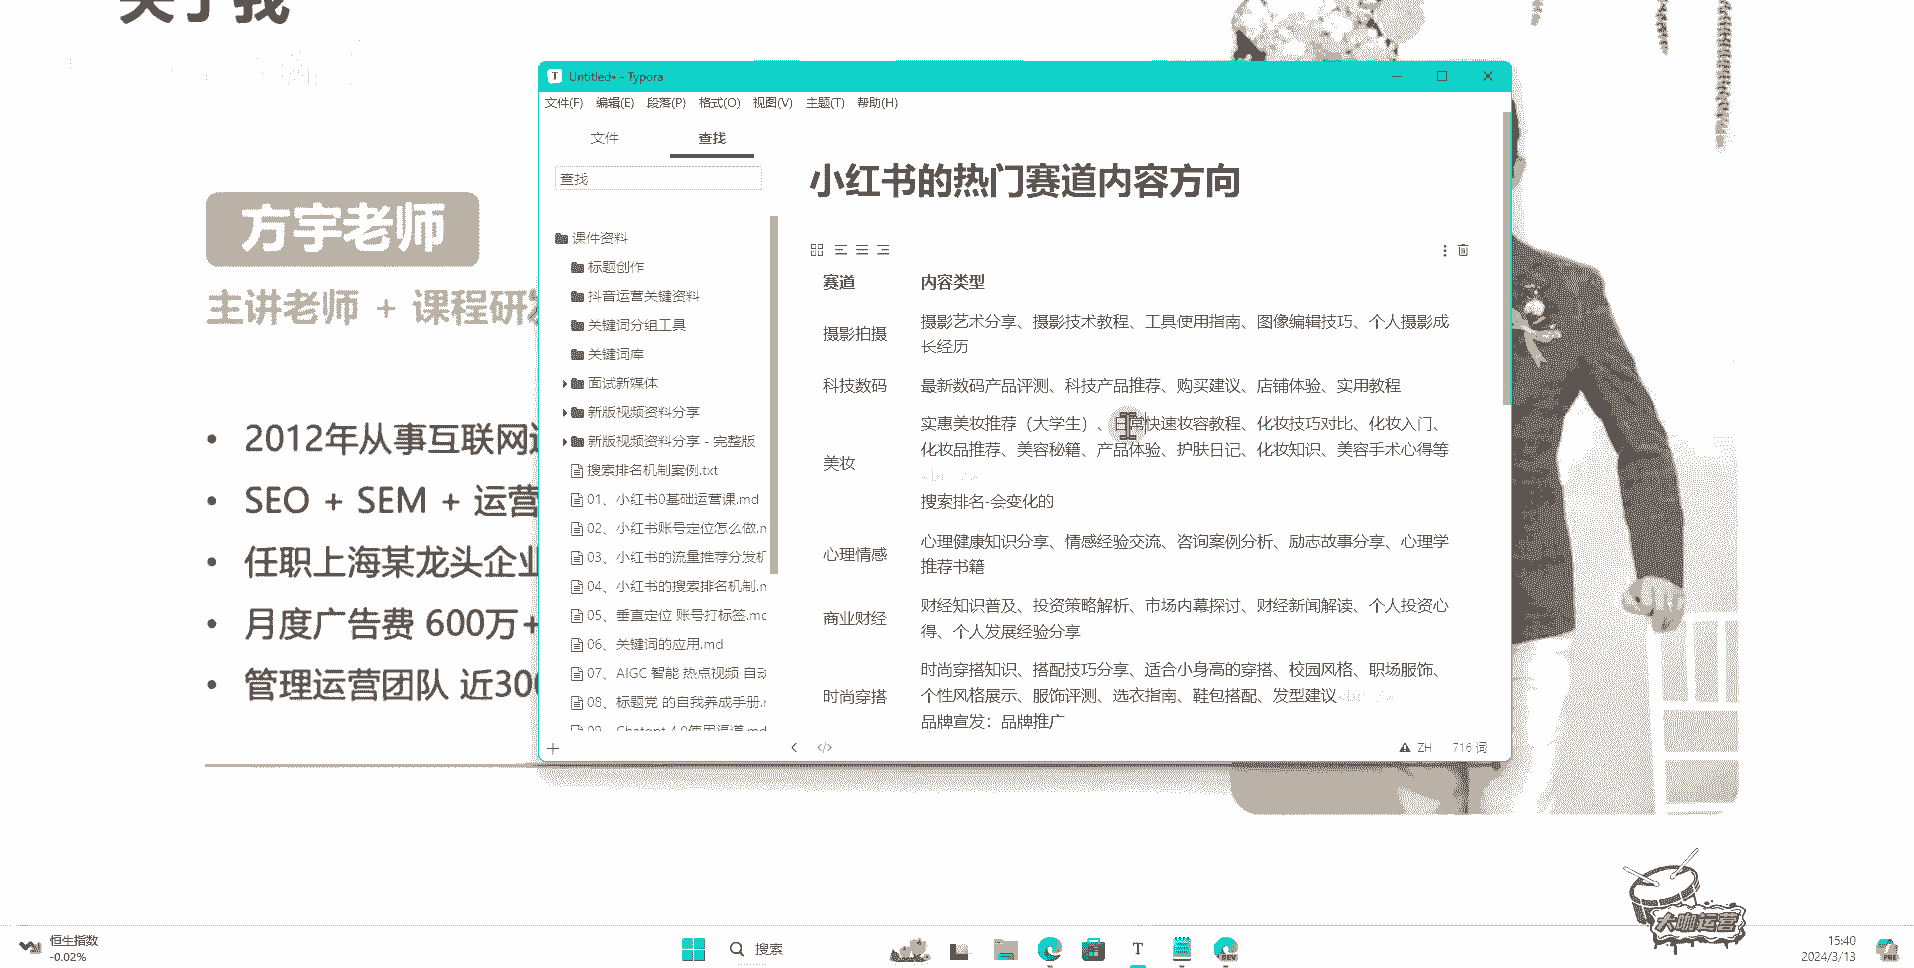 关于我
方宇老师
主讲老师 + 课程研发
2012年从事互联网
SEO + SEM + 运营
任职上海某龙头企业
月度广告费 600万+
管理运营团队 近300
Untitled• - Typora
文件(F) 编辑(E) 段落(P) 格式(O) 视图(V) 主题(T) 帮助(H)
文件 查找
查找
课件资料
标题创作
抖音运营关键资料
关键词分组工具
关键词库
面试新媒体
新版视频资料分享
新版视频资料分享 - 完整版
搜索排名机制案例.txt
01、小红书0基础运营课.md
02、小红书账号定位怎么做.m
03、小红书的流量推荐分发机
04、小红书的搜索排名机制.m
05、垂直定位 账号打标签.md
06、关键词的应用.md
07、AIGC 智能 热点视频 自动
08、标题党 的自我养成手册.m
09、Chatgpt 4.0使用渠道.md
小红书的热门赛道内容方向
赛道 内容类型
摄影拍摄 摄影艺术分享、摄影技术教程、工具使用指南、图像编辑技巧、个人摄影成
长经历
科技数码 最新数码产品评测、科技产品推荐、购买建议、店铺体验、实用教程
美妆 实惠美妆推荐（大学生）、日常快速妆容教程、化妆技巧对比、化妆入门、
化妆品推荐、美容秘籍、产品体验、护肤日记、化妆知识、美容手术心得等
<br />
搜索排名-会变化的
心理情感 心理健康知识分享、情感经验交流、咨询案例分析、励志故事分享、心理学
推荐书籍
商业财经 财经知识普及、投资策略解析、市场内幕探讨、财经新闻解读、个人投资心
得、个人发展经验分享
时尚穿搭 时尚穿搭知识、搭配技巧分享、适合小身高的穿搭、校园风格、职场服饰、
个性风格展示、服饰评测、选衣指南、鞋包搭配、发型建议<br />
品牌宣发：品牌推广
ZH 716 词
大咖运营
恒生指数
-0.02%
搜索
T
DEV
15:40
2024/3/13
PRE